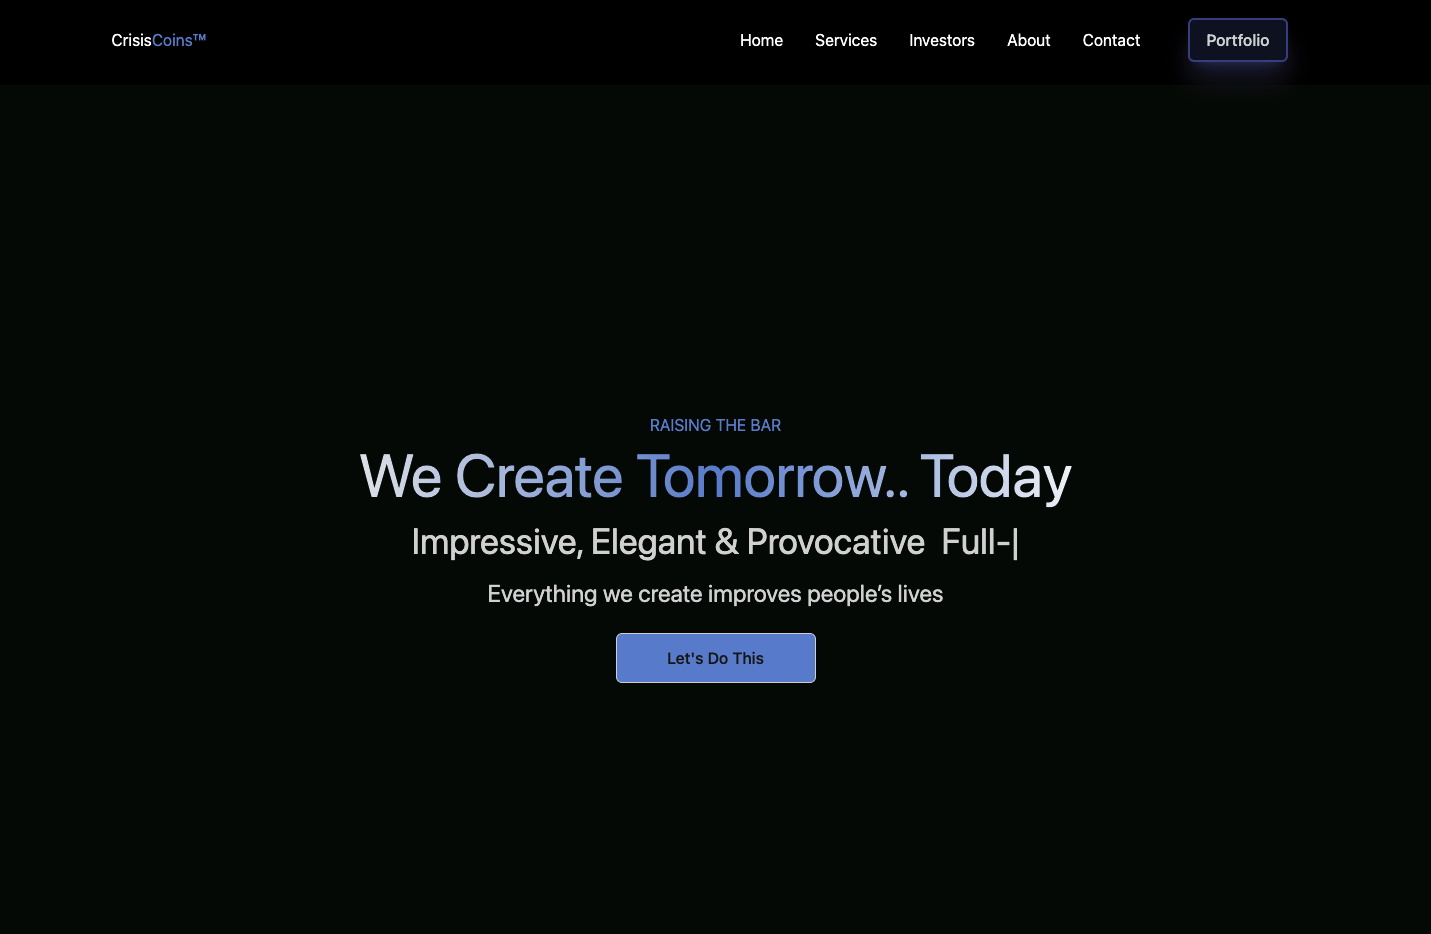 CrisisCoins™ Home Services Investors About Contact Portfolio
RAISING THE BAR
We Create Tomorrow.. Today
Impressive, Elegant & Provocative Full-|
Everything we create improves people’s lives
Let's Do This